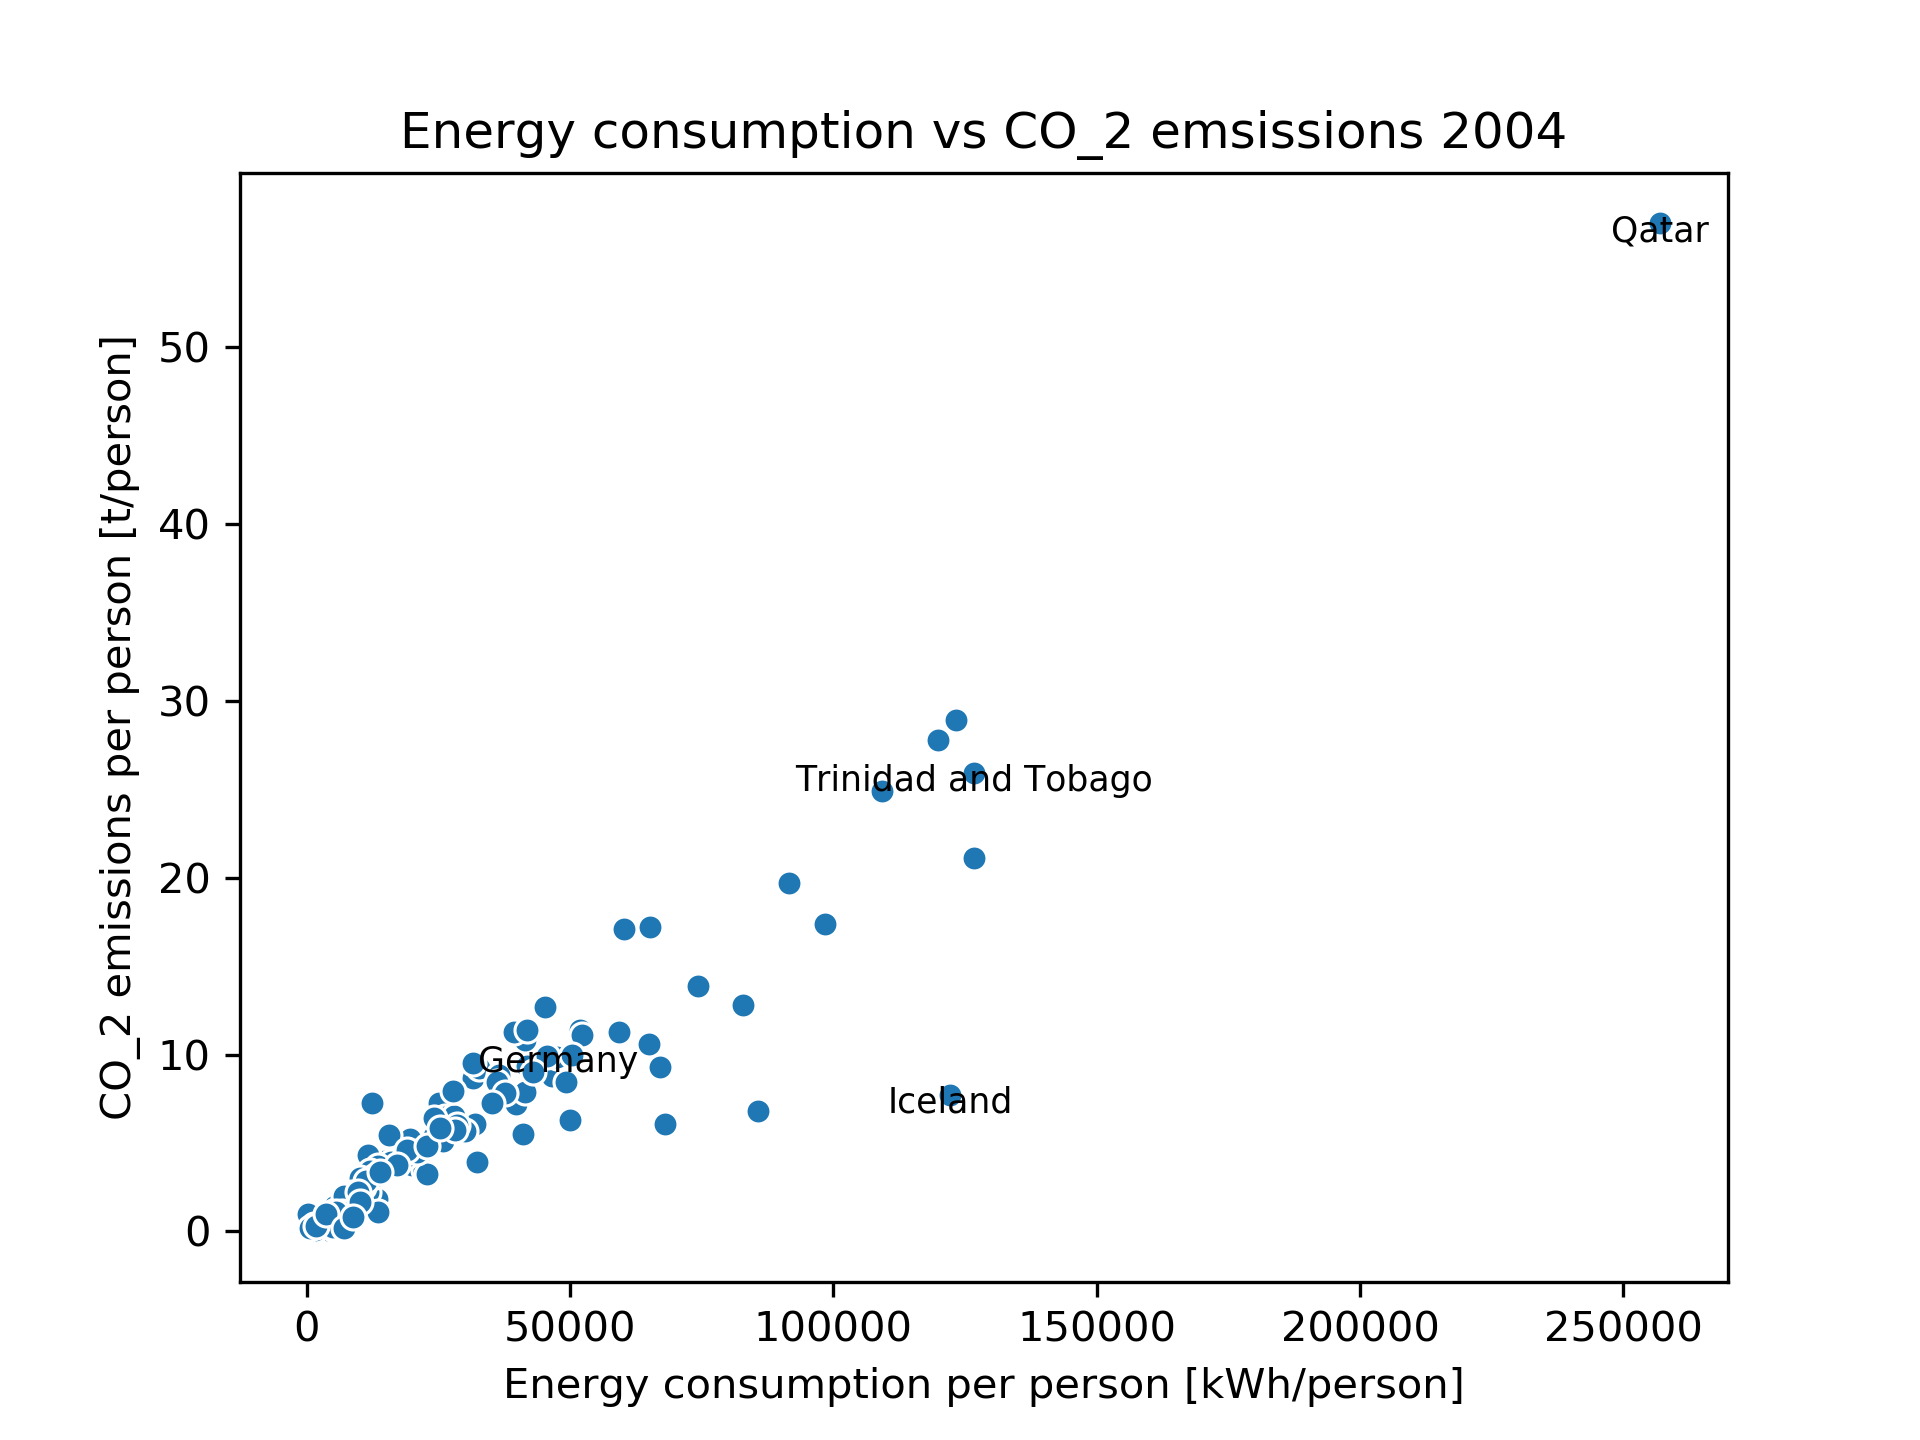 Energy consumption vs CO_2 emsissions 2004
Qatar
Trinidad and Tobago
Germany
Iceland
CO_2 emissions per person [t/person]
50
40
30
20
10
0
0 50000 100000 150000 200000 250000
Energy consumption per person [kWh/person]